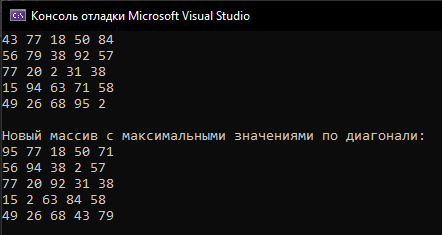 Консоль отладки Microsoft Visual Studio
43 77 18 50 84
56 79 38 92 57
77 20 2 31 38
15 94 63 71 58
49 26 68 95 2
Новый массив с максимальными значениями по диагонали:
95 77 18 50 71
56 94 38 2 57
77 20 92 31 38
15 2 63 84 58
49 26 68 43 79